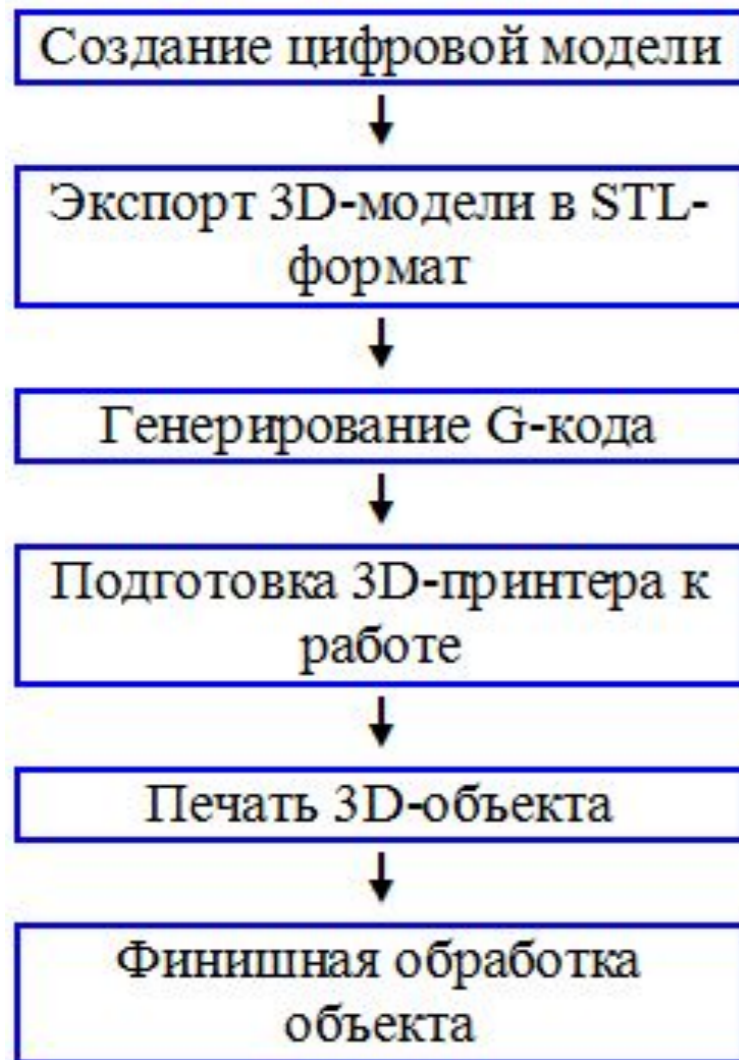 Создание цифровой модели
Экспорт 3D-модели в STL-
формат
Генерирование G-кода
Подготовка 3D-принтера к
работе
Печать 3D-объекта
Финишная обработка
объекта